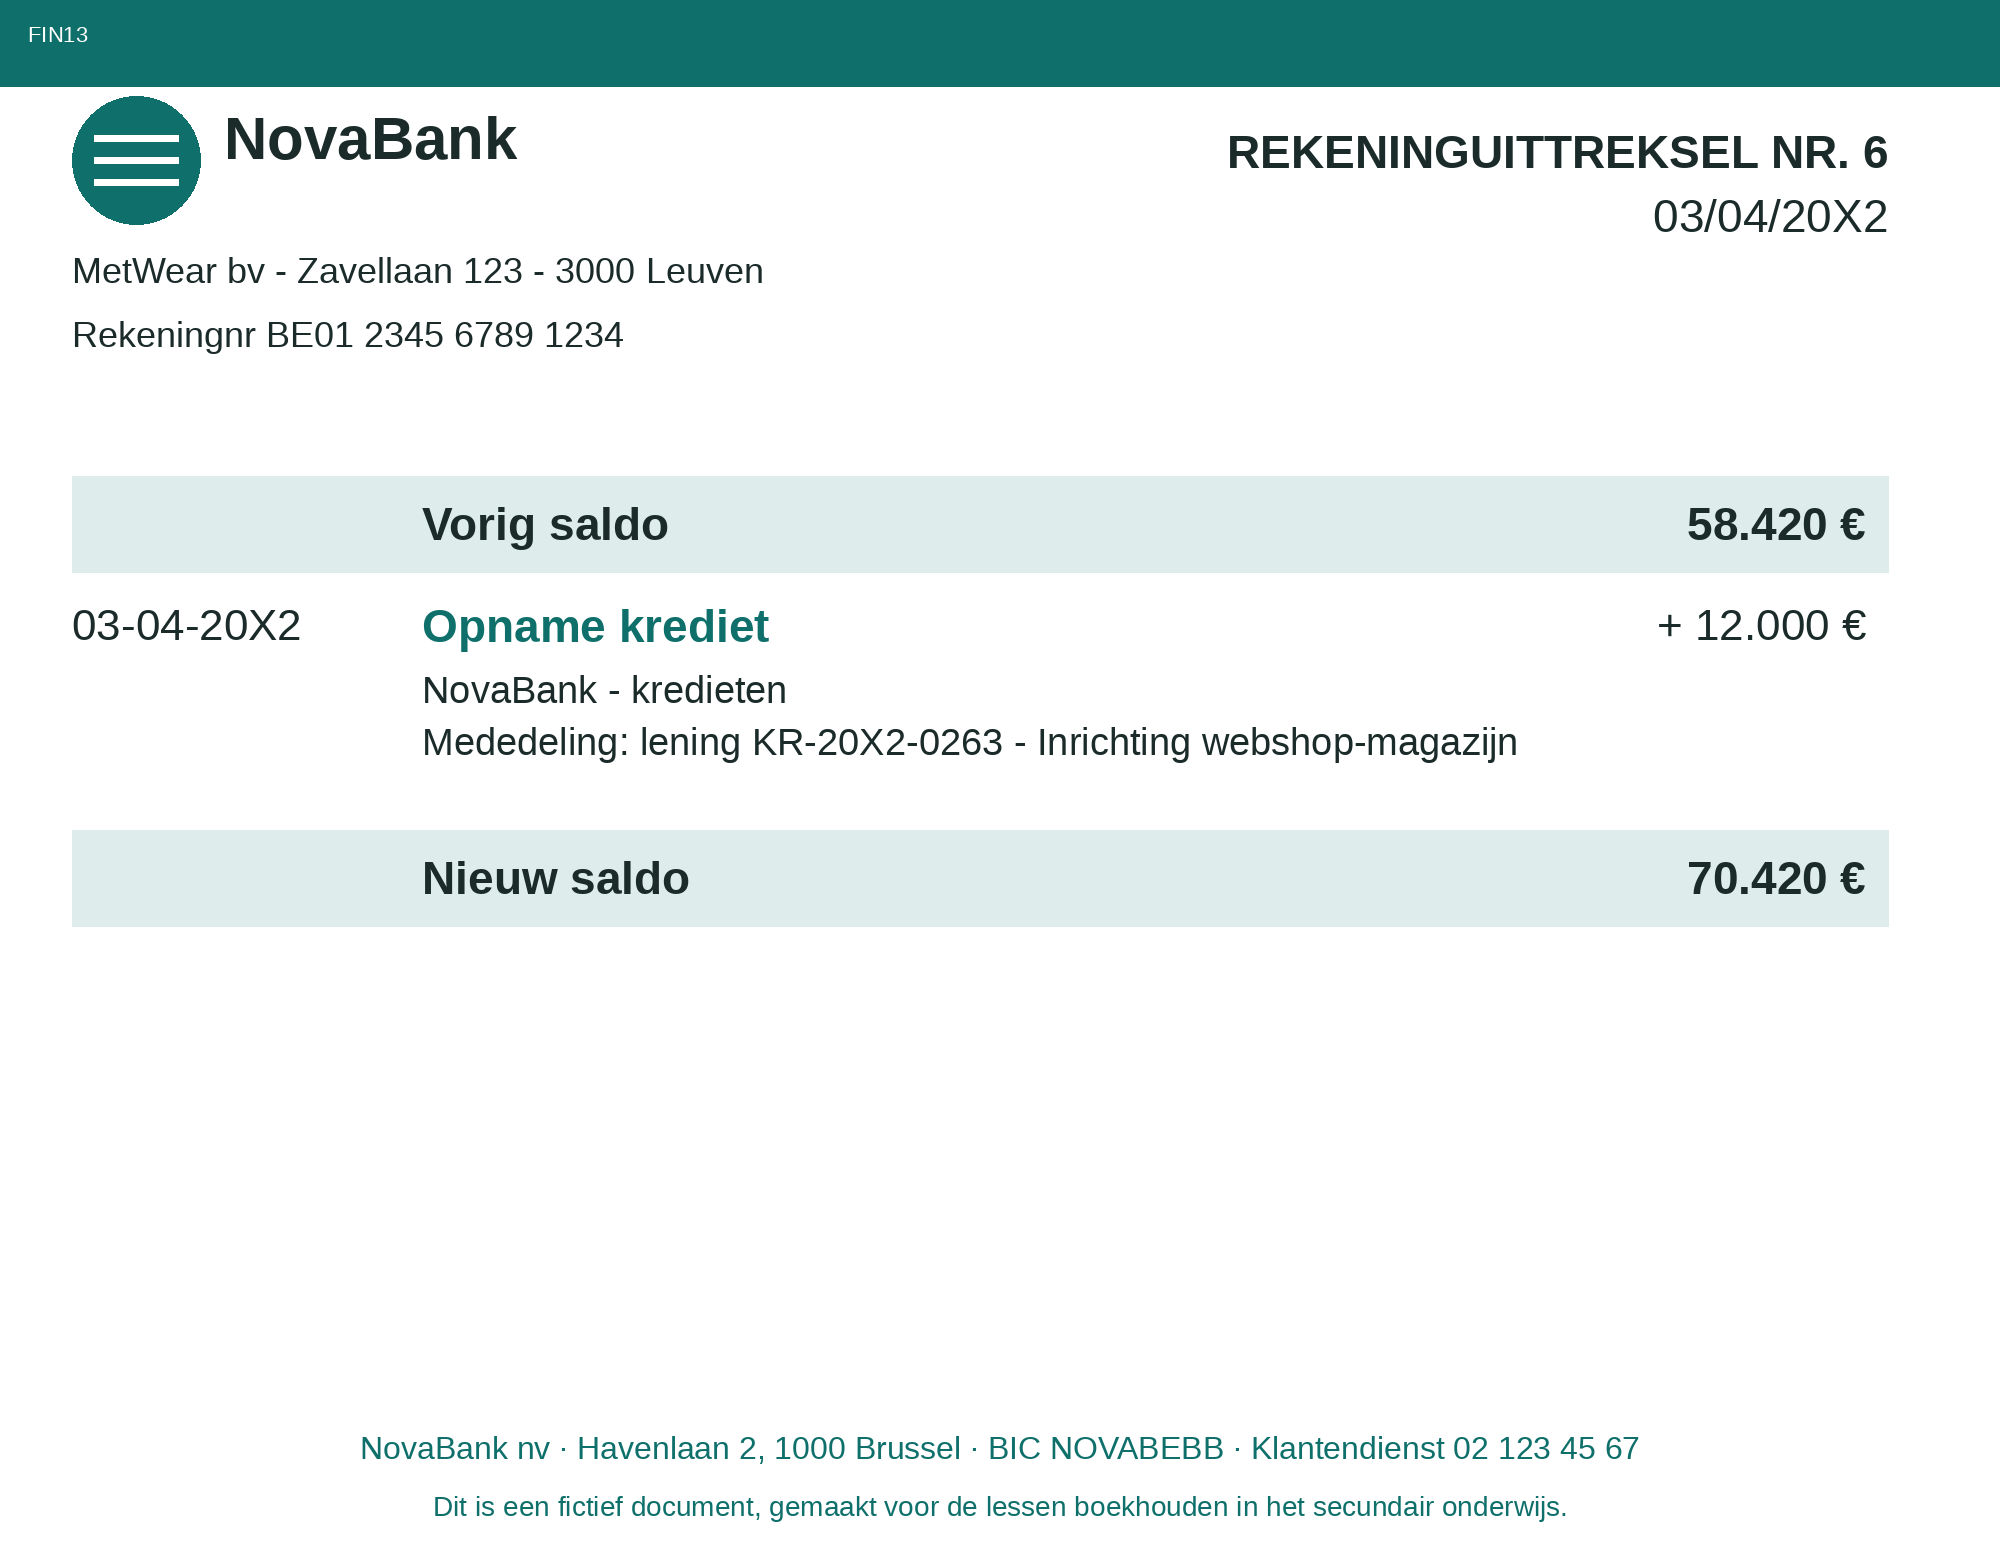 FIN13
NovaBank
REKENINGUITTREKSEL NR. 6
03/04/20X2
MetWear bv - Zavellaan 123 - 3000 Leuven
Rekeningnr BE01 2345 6789 1234
Vorig saldo 58.420 €
03-04-20X2 Opname krediet + 12.000 €
NovaBank - kredieten
Mededeling: lening KR-20X2-0263 - Inrichting webshop-magazijn
Nieuw saldo 70.420 €
NovaBank nv · Havenlaan 2, 1000 Brussel · BIC NOVABEBB · Klantendienst 02 123 45 67
Dit is een fictief document, gemaakt voor de lessen boekhouden in het secundair onderwijs.